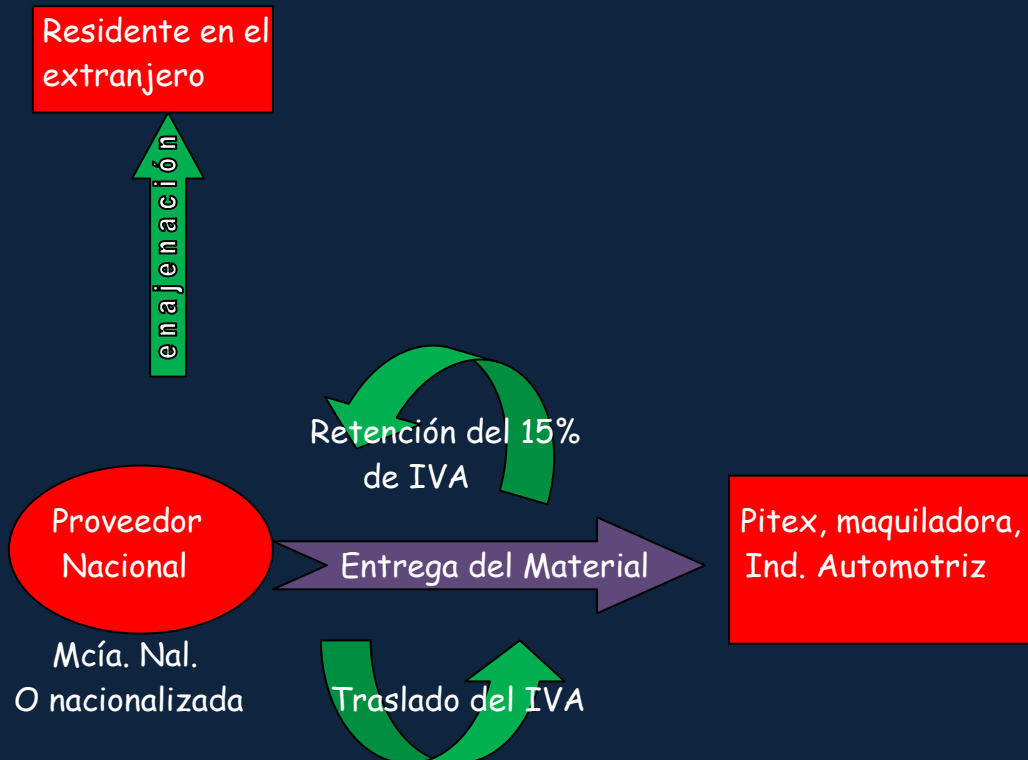 Residente en el
extranjero
enajenación
Retención del 15%
de IVA
Proveedor
Nacional
Entrega del Material
Pitex, maquiladora,
Ind. Automotriz
Mcía. Nal.
O nacionalizada
Traslado del IVA